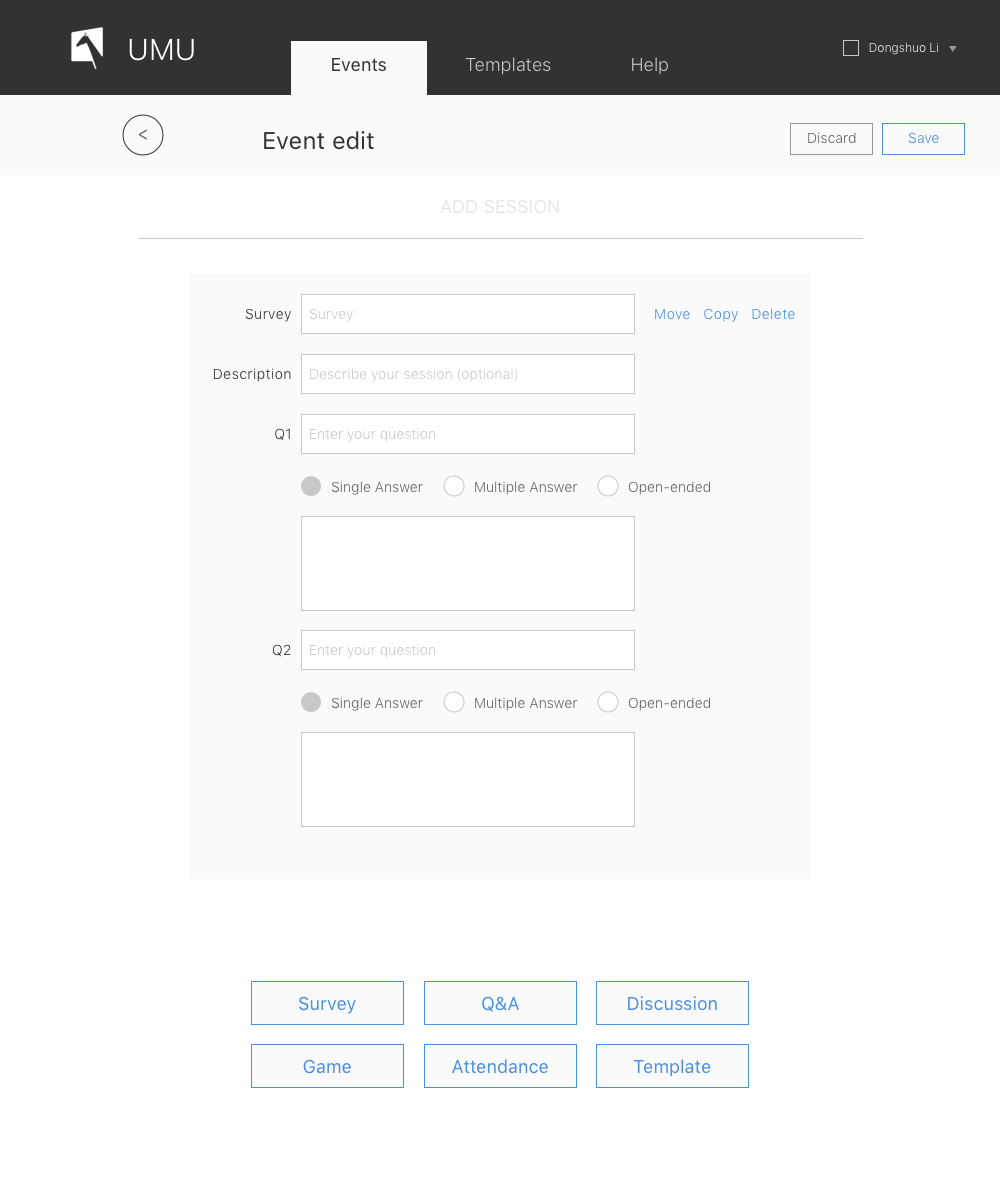 UMU
Events Templates Help
Dongshuo Li
<
Event edit
Discard Save
ADD SESSION
Survey Survey Move Copy Delete
Description Describe your session (optional)
Q1 Enter your question
Single Answer Multiple Answer Open-ended
Q2 Enter your question
Single Answer Multiple Answer Open-ended
Survey Q&A Discussion
Game Attendance Template